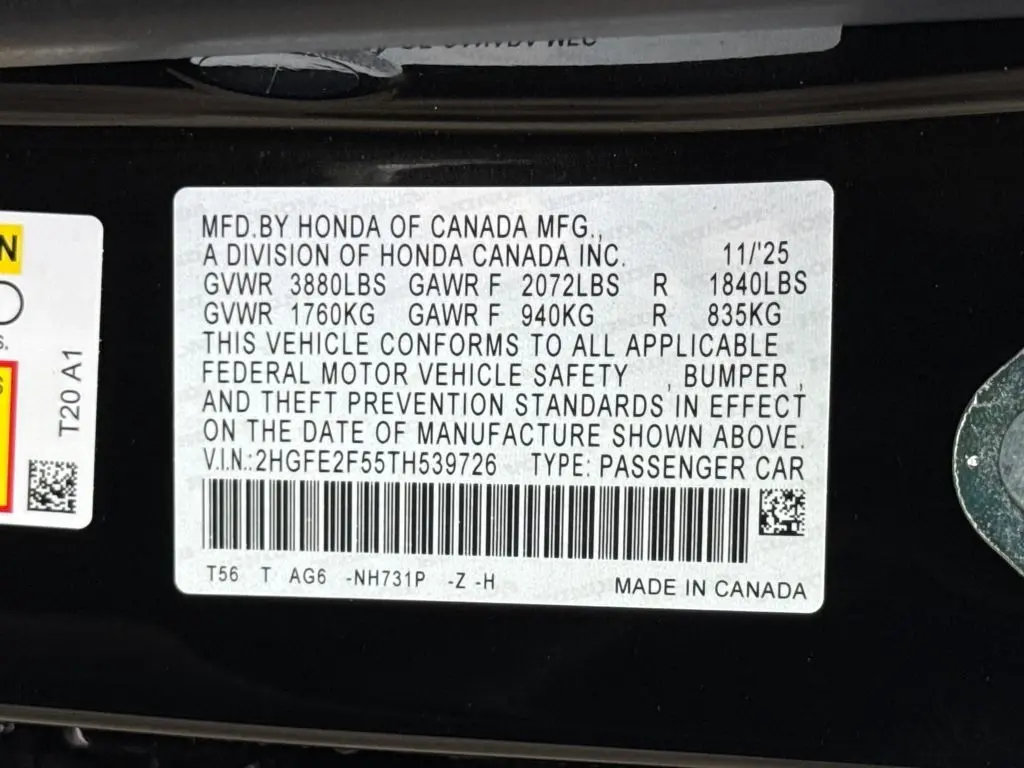 MFD.BY HONDA OF CANADA MFG.,
A DIVISION OF HONDA CANADA INC. 11/'25
GVWR 3880LBS GAWR F 2072LBS R 1840LBS
GVWR 1760KG GAWR F 940KG R 835KG
THIS VEHICLE CONFORMS TO ALL APPLICABLE
FEDERAL MOTOR VEHICLE SAFETY , BUMPER ,
AND THEFT PREVENTION STANDARDS IN EFFECT
ON THE DATE OF MANUFACTURE SHOWN ABOVE.
V.I.N.:2HGFE2F55TH539726 TYPE: PASSENGER CAR
T56 T AG6 -NH731P -Z -H MADE IN CANADA
T20 A1